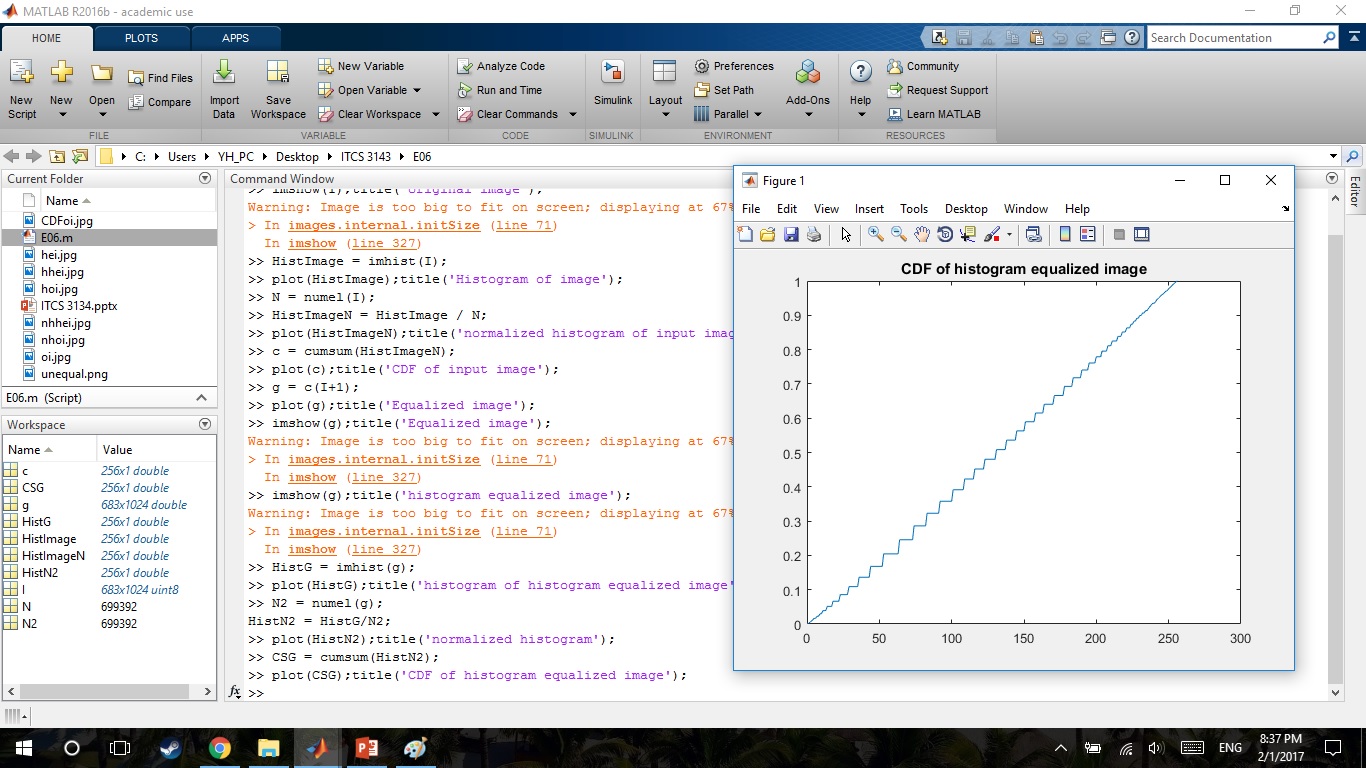 MATLAB R2016b - academic use
HOME PLOTS APPS
Search Documentation
New Script
New
Open
Find Files
Compare
FILE
Import Data
Save Workspace
New Variable
Open Variable
Clear Workspace
VARIABLE
Analyze Code
Run and Time
Clear Commands
CODE
Simulink
SIMULINK
Layout
Preferences
Set Path
Parallel
Add-Ons
ENVIRONMENT
Help
Community
Request Support
Learn MATLAB
RESOURCES
C: Users YH_PC Desktop ITCS 3143 E06
Current Folder
Name
CDFoi.jpg
E06.m
hei.jpg
hhei.jpg
hoi.jpg
ITCS 3134.pptx
nhhei.jpg
nhoi.jpg
oi.jpg
unequal.png
E06.m (Script)
Workspace
Name Value
c 256x1 double
CSG 256x1 double
g 683x1024 double
HistG 256x1 double
HistImage 256x1 double
HistImageN 256x1 double
HistN2 256x1 double
I 683x1024 uint8
N 699392
N2 699392
Command Window
>> imshow(I);title('original image');
Warning: Image is too big to fit on screen; displaying at 67%
> In images.internal.initSize (line 71)
In imshow (line 327)
>> HistImage = imhist(I);
>> plot(HistImage);title('Histogram of image');
>> N = numel(I);
>> HistImageN = HistImage / N;
>> plot(HistImageN);title('normalized histogram of input imag
>> c = cumsum(HistImageN);
>> plot(c);title('CDF of input image');
>> g = c(I+1);
>> plot(g);title('Equalized image');
>> imshow(g);title('Equalized image');
Warning: Image is too big to fit on screen; displaying at 67%
> In images.internal.initSize (line 71)
In imshow (line 327)
>> imshow(g);title('histogram equalized image');
Warning: Image is too big to fit on screen; displaying at 67%
> In images.internal.initSize (line 71)
In imshow (line 327)
>> HistG = imhist(g);
>> plot(HistG);title('histogram of histogram equalized image'
>> N2 = numel(g);
HistN2 = HistG/N2;
>> plot(HistN2);title('normalized histogram');
>> CSG = cumsum(HistN2);
>> plot(CSG);title('CDF of histogram equalized image');
fx >>
Editor
Figure 1
File Edit View Insert Tools Desktop Window Help
CDF of histogram equalized image
1
0.9
0.8
0.7
0.6
0.5
0.4
0.3
0.2
0.1
0
0 50 100 150 200 250 300
ENG
8:37 PM
2/1/2017